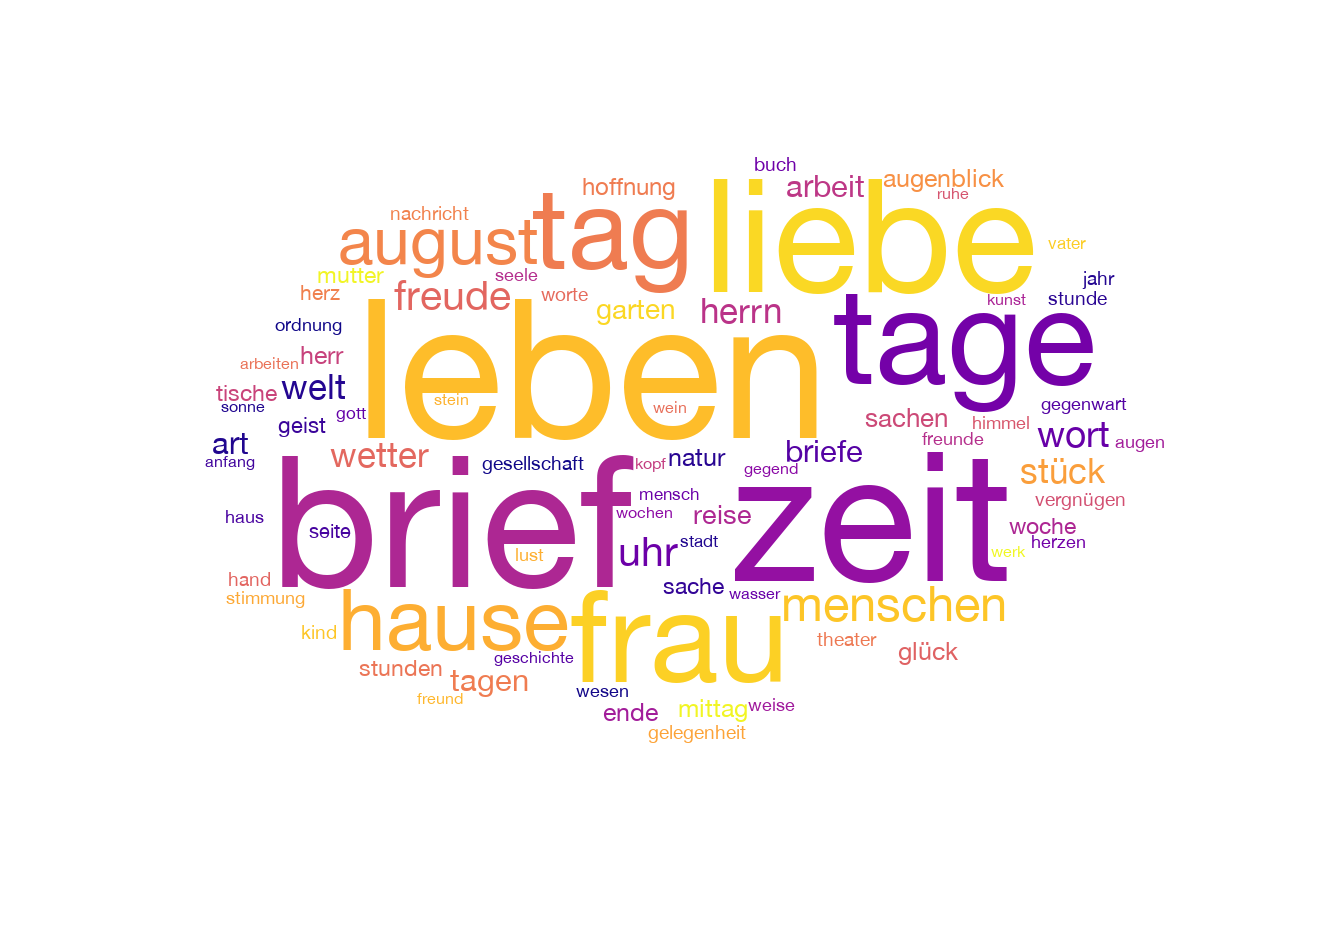 buch
hoffnung
arbeit
augenblick
ruhe
nachricht
tag
liebe
august
vater
mutter
seele
jahr
herz
freude
worte
garten
herrn
kunst
stunde
ordnung
leben
tage
arbeiten
herr
tische
welt
stein
wein
sonne
gott
geist
sachen
himmel
gegenwart
art
freunde
wort
augen
anfang
wetter
gesellschaft
kopf
natur
briefe
gegend
stück
brief
mensch
zeit
vergnügen
haus
wochen
reise
woche
seite
lust
uhr
stadt
werk
herzen
hand
sache
wasser
stimmung
hause
frau
menschen
kind
theater
glück
stunden
geschichte
tagen
wesen
freund
ende
mittag
weise
gelegenheit